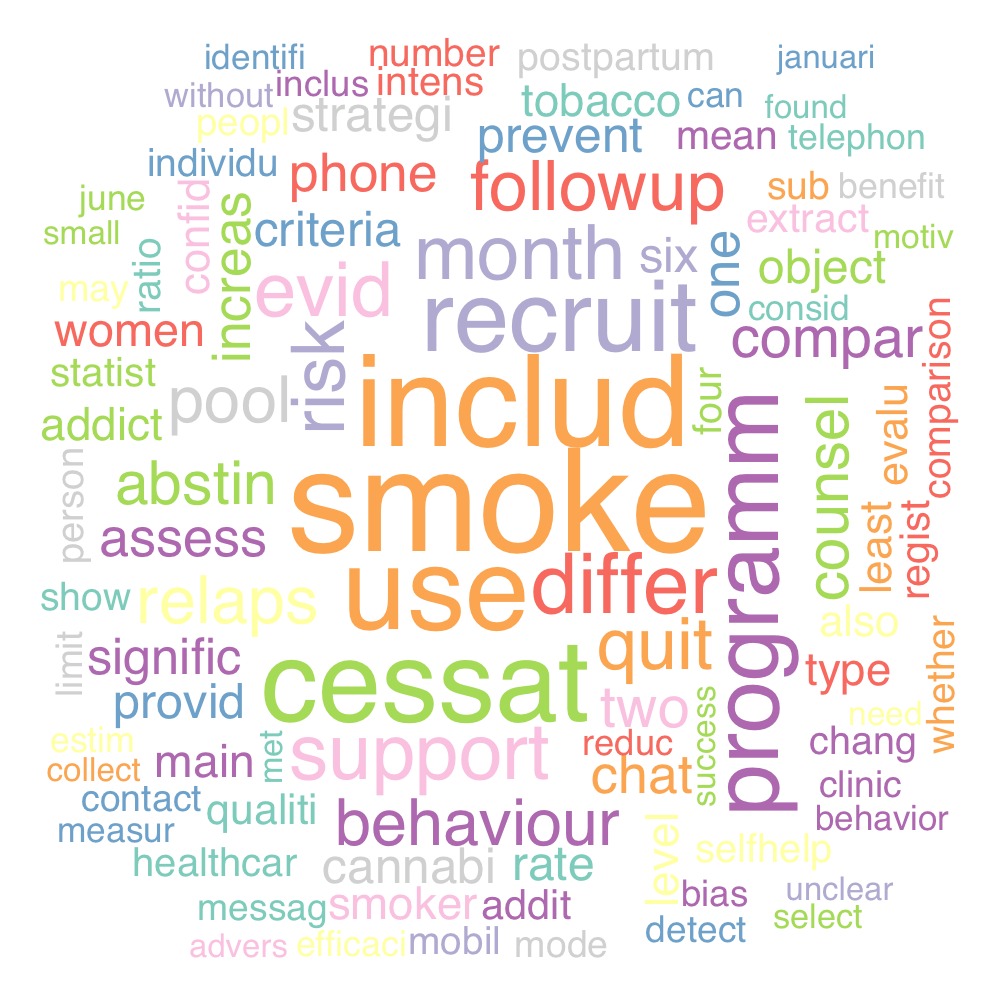 identifi number postpartum januari
without inclus intens tobacco can found
peopl strategi prevent mean telephon
individu phone followup sub benefit
june confid increas criteria month six one extract motiv
small ratio evid recruit object
may risk consid
women compar comparison
statist pool includ four
addict programm counsel evalu
person abstin smoke least regist
assess
show relaps use differ also
limit signific cessat quit type whether
provid two need
estim main met support reduc success chang
collect chat clinic
contact qualiti behaviour behavior
measur
healthcar cannabi rate level selfhelp
messag smoker addit bias unclear
advers efficaci mobil mode detect select